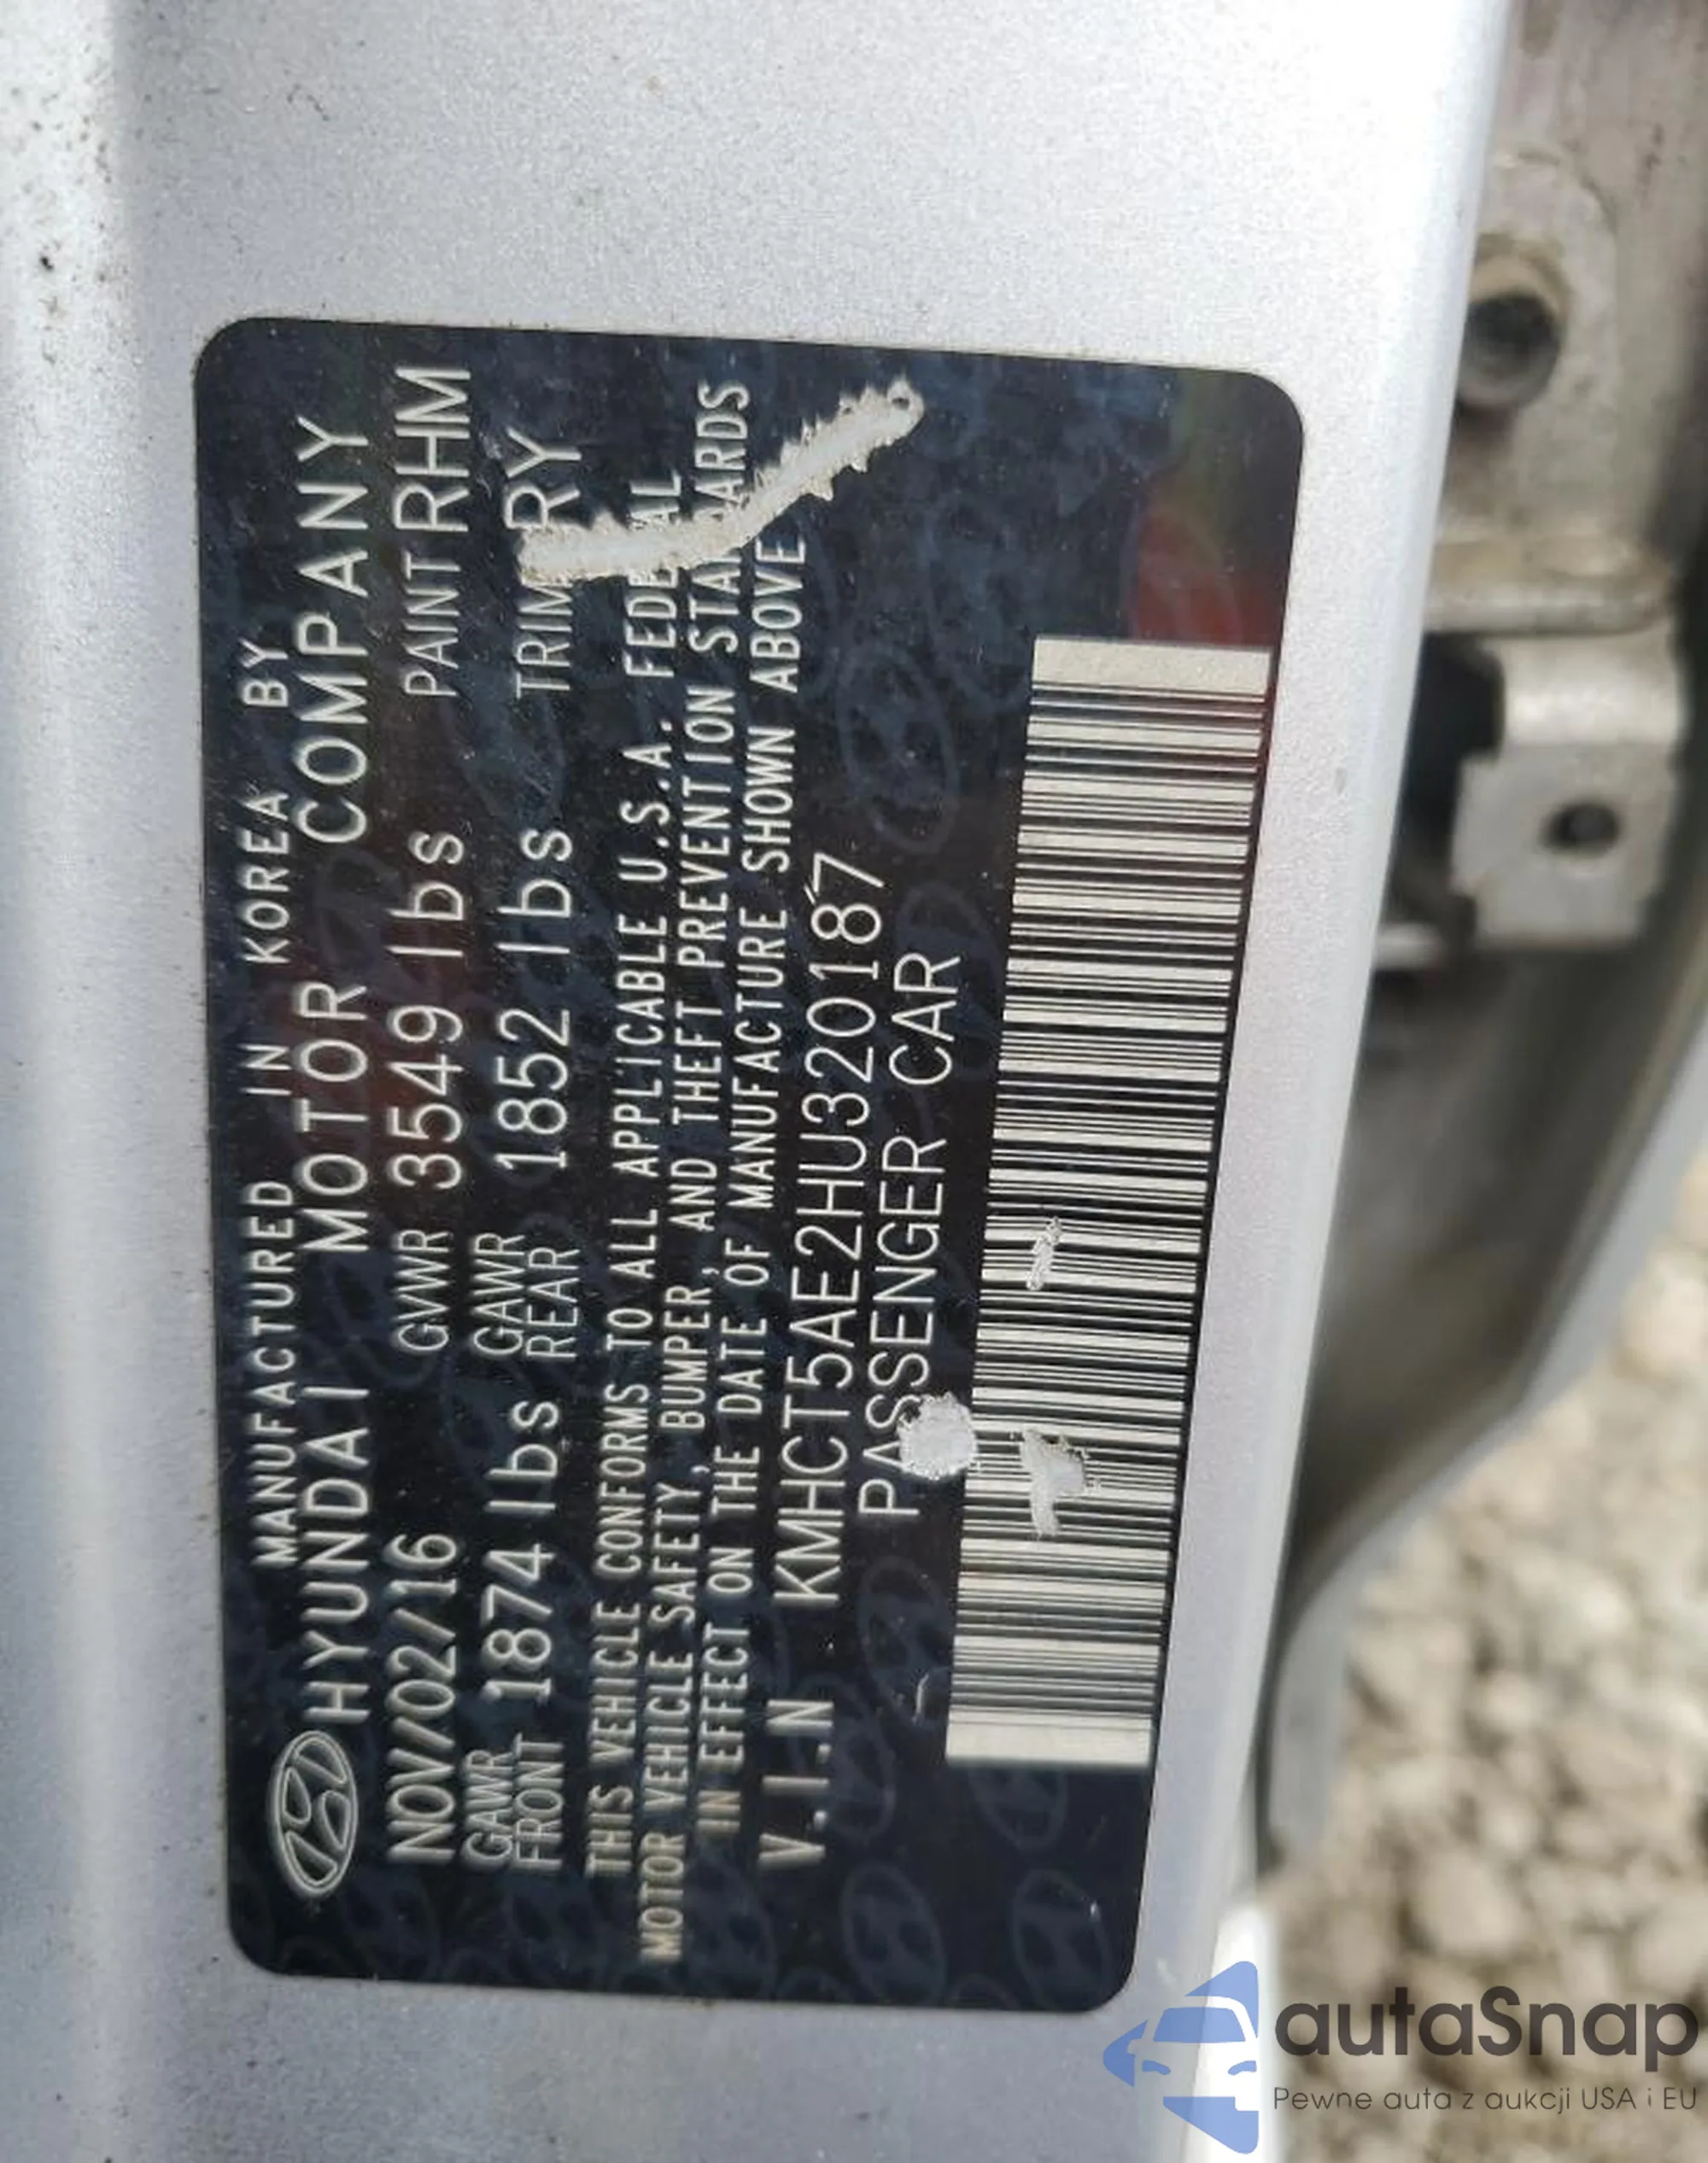 MANUFACTURED IN KOREA BY
HYUNDAI MOTOR COMPANY
NOV/02/16 GVWR 3549 lbs PAINT RHM
GAWR FRONT 1874 lbs GAWR REAR 1852 lbs TRIM RY
THIS VEHICLE CONFORMS TO ALL APPLICABLE U.S.A. FEDERAL
MOTOR VEHICLE SAFETY, BUMPER, AND THEFT PREVENTION STANDARDS
IN EFFECT ON THE DATE OF MANUFACTURE SHOWN ABOVE
V.I.N KMHCT5AE2HU320187
PASSENGER CAR
autaSnap
Pewne auta z aukcji USA i EU